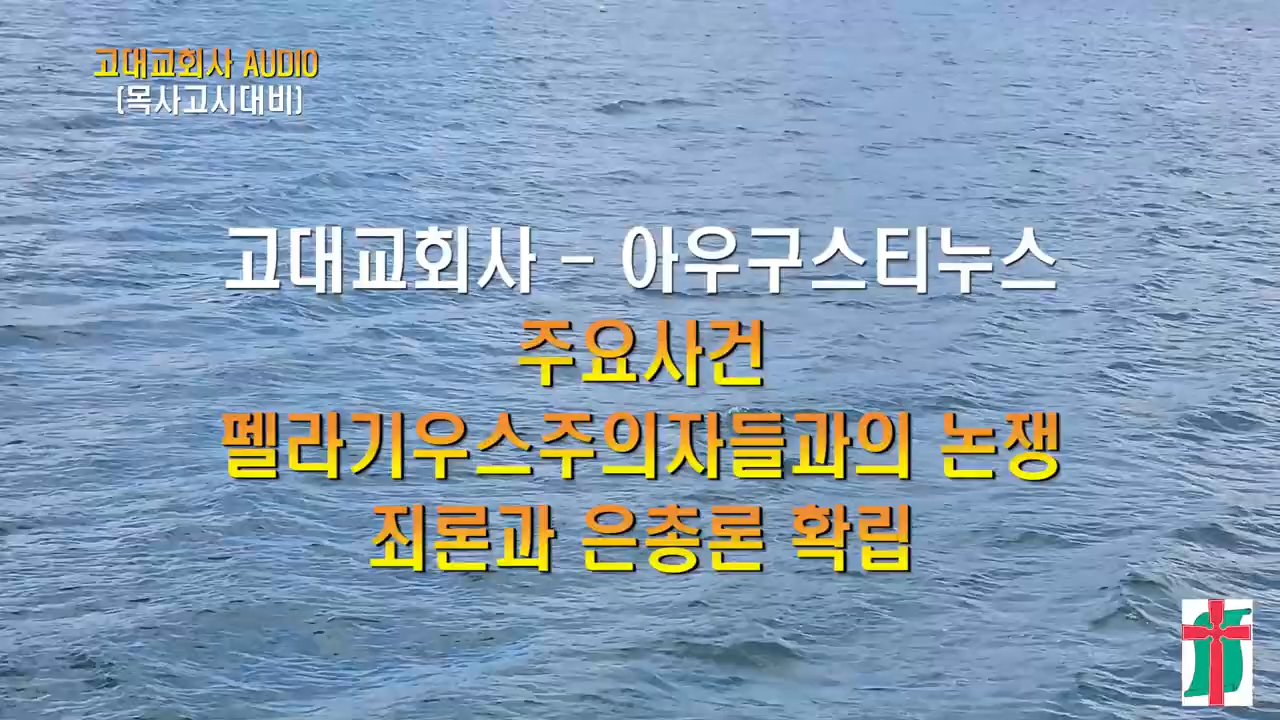 고대교회사 AUDIO
(목사고시대비)
고대교회사 - 아우구스티누스
주요사건
펠라기우스주의자들과의 논쟁
죄론과 은총론 확립